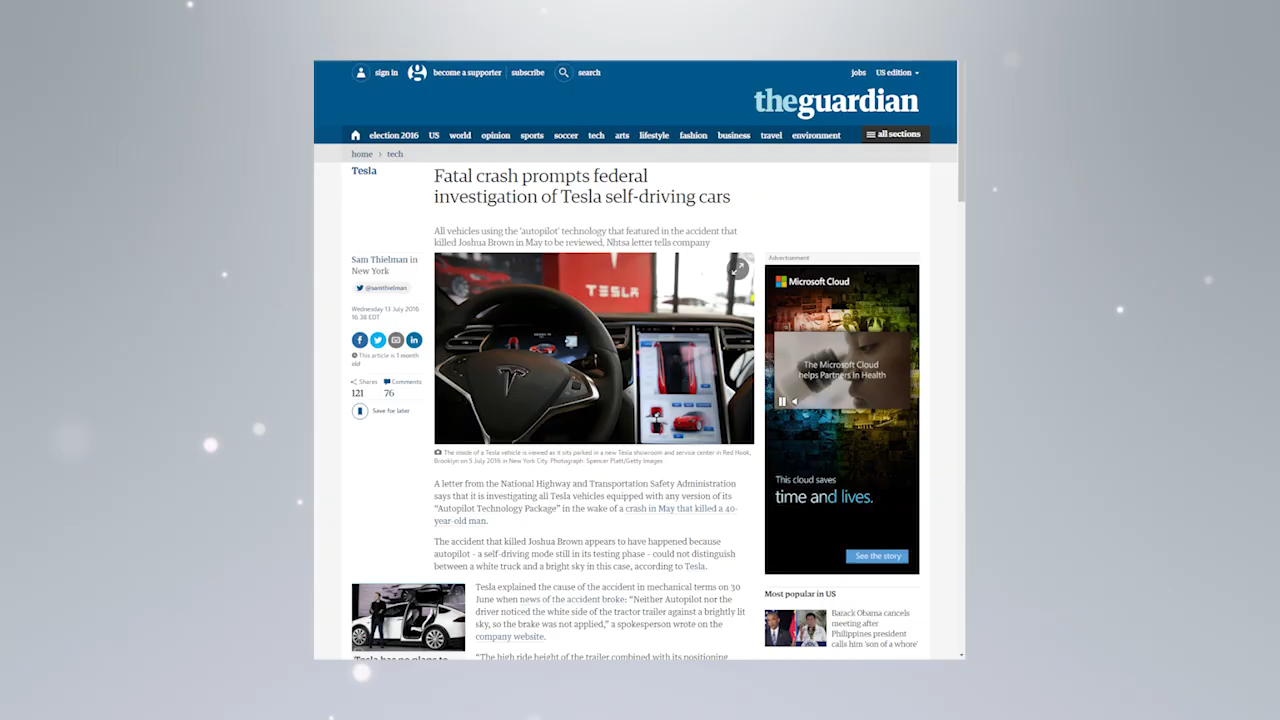 sign in
become a supporter
subscribe
search
jobs
US edition
theguardian
election 2016
US
world
opinion
sports
soccer
tech
arts
lifestyle
fashion
business
travel
environment
all sections
home › tech
Tesla
Fatal crash prompts federal
investigation of Tesla self-driving cars
All vehicles using the 'autopilot' technology that featured in the accident that
killed Joshua Brown in May to be reviewed, Nhtsa letter tells company
Sam Thielman in
New York
@samthielman
Wednesday 13 July 2016
16.38 EDT
This article is 1 month
old
Shares
121
Comments
76
Save for later
TESLA
The inside of a Tesla vehicle is viewed as it sits parked in a new Tesla showroom and service center in Red Hook,
Brooklyn on 5 July 2016 in New York City. Photograph: Spencer Platt/Getty Images
A letter from the National Highway and Transportation Safety Administration
says that it is investigating all Tesla vehicles equipped with any version of its
“Autopilot Technology Package” in the wake of a crash in May that killed a 40-
year-old man.
The accident that killed Joshua Brown appears to have happened because
autopilot – a self-driving mode still in its testing phase – could not distinguish
between a white truck and a bright sky in this case, according to Tesla.
Tesla explained the cause of the accident in mechanical terms on 30
June when news of the accident broke: “Neither Autopilot nor the
driver noticed the white side of the tractor trailer against a brightly lit
sky, so the brake was not applied,” a spokesperson wrote on the
company website.
“The high ride height of the trailer combined with its positioning
Tesla has no plans to
Advertisement
Microsoft Cloud
The Microsoft Cloud
helps Partners in Health
This cloud saves
time and lives.
See the story
Most popular in US
Barack Obama cancels
meeting after
Philippines president
calls him 'son of a whore'